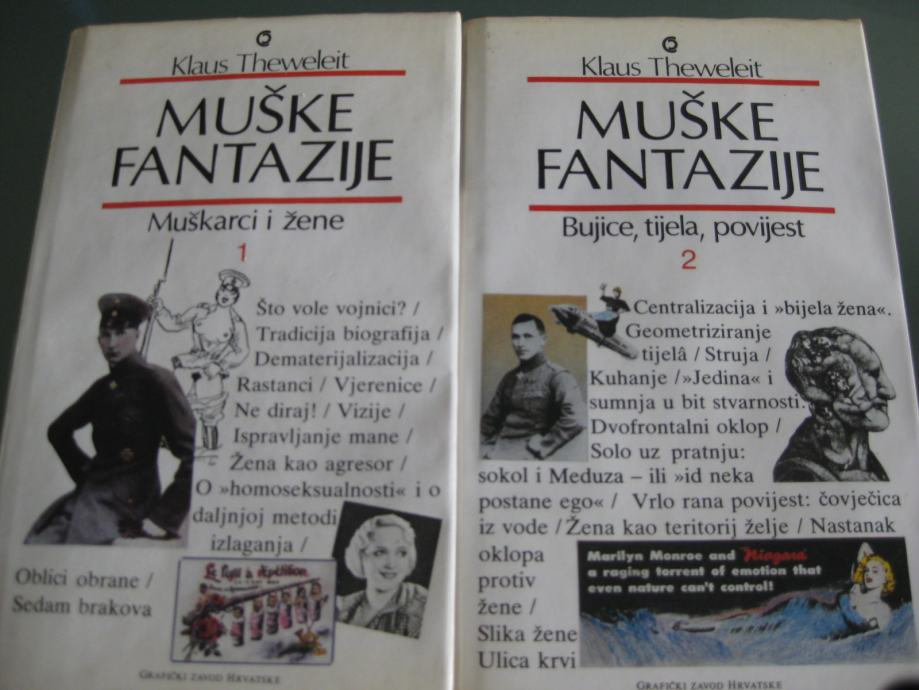 Klaus Theweleit
MUŠKE
FANTAZIJE
Muškarci i žene
1
Što vole vojnici? /
Tradicija biografija /
Dematerijalizacija /
Rastanci / Vjerenice /
Ne diraj! / Vizije /
Ispravljanje mane /
Žena kao agresor /
O »homoseksualnosti« i o
daljnjoj metodi
izlaganja /
Oblici obrane /
Sedam brakova
GRAFIČKI ZAVOD HRVATSKE
Klaus Theweleit
MUŠKE
FANTAZIJE
Bujice, tijela, povijest
2
Centralizacija i »bijela žena«.
Geometriziranje
tijelâ / Struja /
Kuhanje /»Jedina« i
sumnja u bit stvarnosti.
Dvofrontalni oklop /
Solo uz pratnju:
sokol i Meduza – ili »id neka
postane ego« / Vrlo rana povijest: čovječica
iz vode / Žena kao teritorij želje / Nastanak
oklopa
protiv
žene /
Slika žene
Ulica krvi
Marilyn Monroe and Niagara
a raging torrent of emotion that
even nature can't control!
GRAFIČKI ZAVOD HRVATSKE